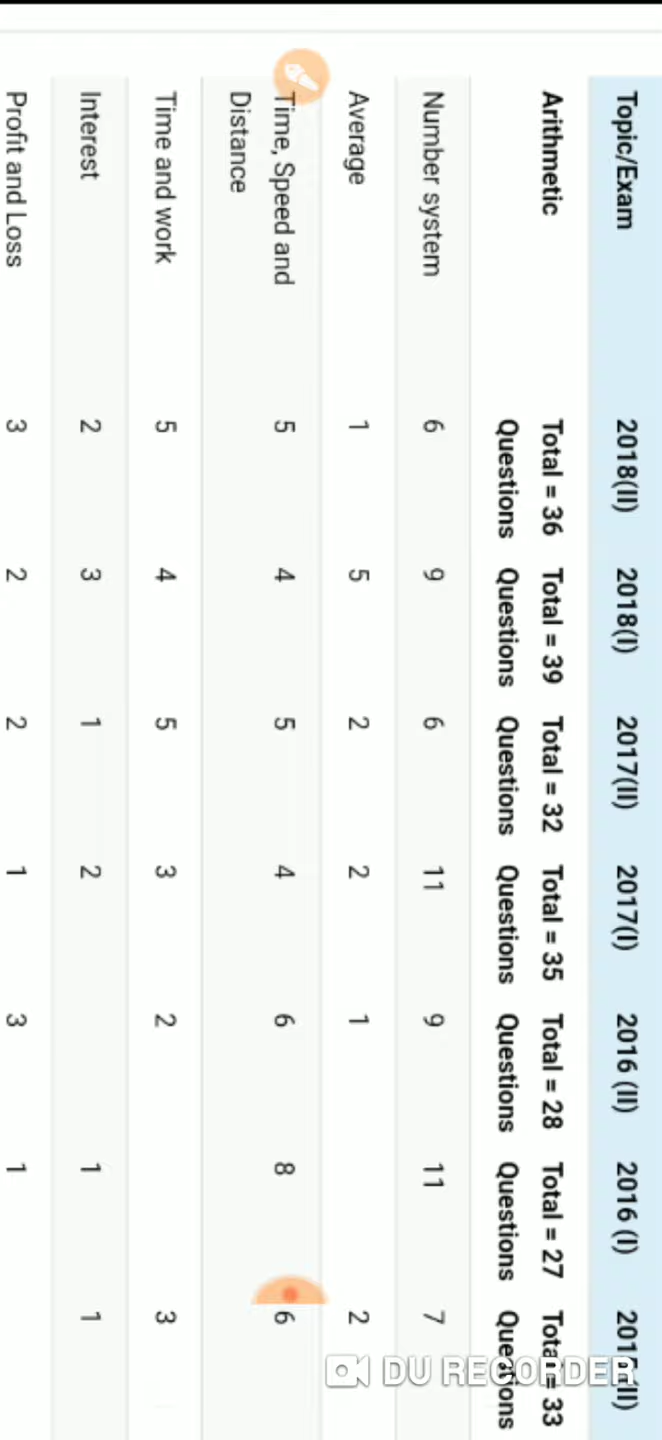 Topic/Exam 2018(II) 2018(I) 2017(II) 2017(I) 2016 (II) 2016 (I)
Arithmetic Total = 36 Total = 39 Total = 32 Total = 35 Total = 28 Total = 27 = 33
Questions Questions Questions Questions Questions Questions Questions
Number system 6 9 6 11 9 11 7
Average 1 5 2 2 1 2
Time, Speed and 5 4 5 4 6 8 6
Distance
Time and work 5 4 5 3 2 3
Interest 2 3 1 2 1 1
Profit and Loss 3 2 2 1 3 1
DU RECORDER